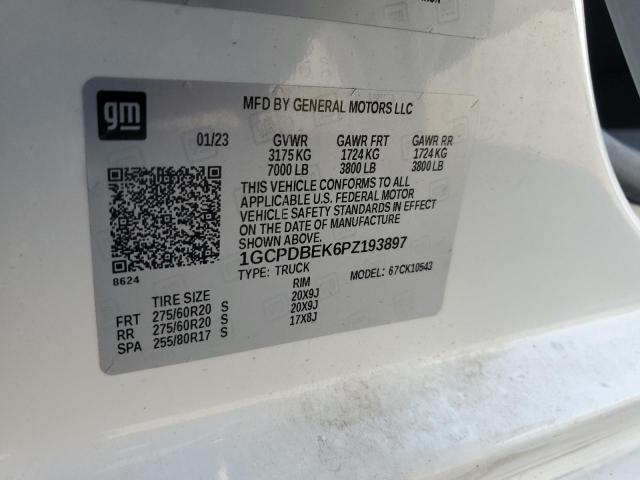 gm
MFD BY GENERAL MOTORS LLC
01/23 GVWR GAWR FRT GAWR RR
3175 KG 1724 KG 1724 KG
7000 LB 3800 LB 3800 LB
THIS VEHICLE CONFORMS TO ALL
APPLICABLE U.S. FEDERAL MOTOR
VEHICLE SAFETY STANDARDS IN EFFECT
ON THE DATE OF MANUFACTURE
SHOWN ABOVE.
1GCPDBEK6PZ193897
8624
TYPE: TRUCK MODEL: 67CK10543
TIRE SIZE RIM
FRT 275/60R20 S 20X9J
RR 275/60R20 S 20X9J
SPA 255/80R17 S 17X8J